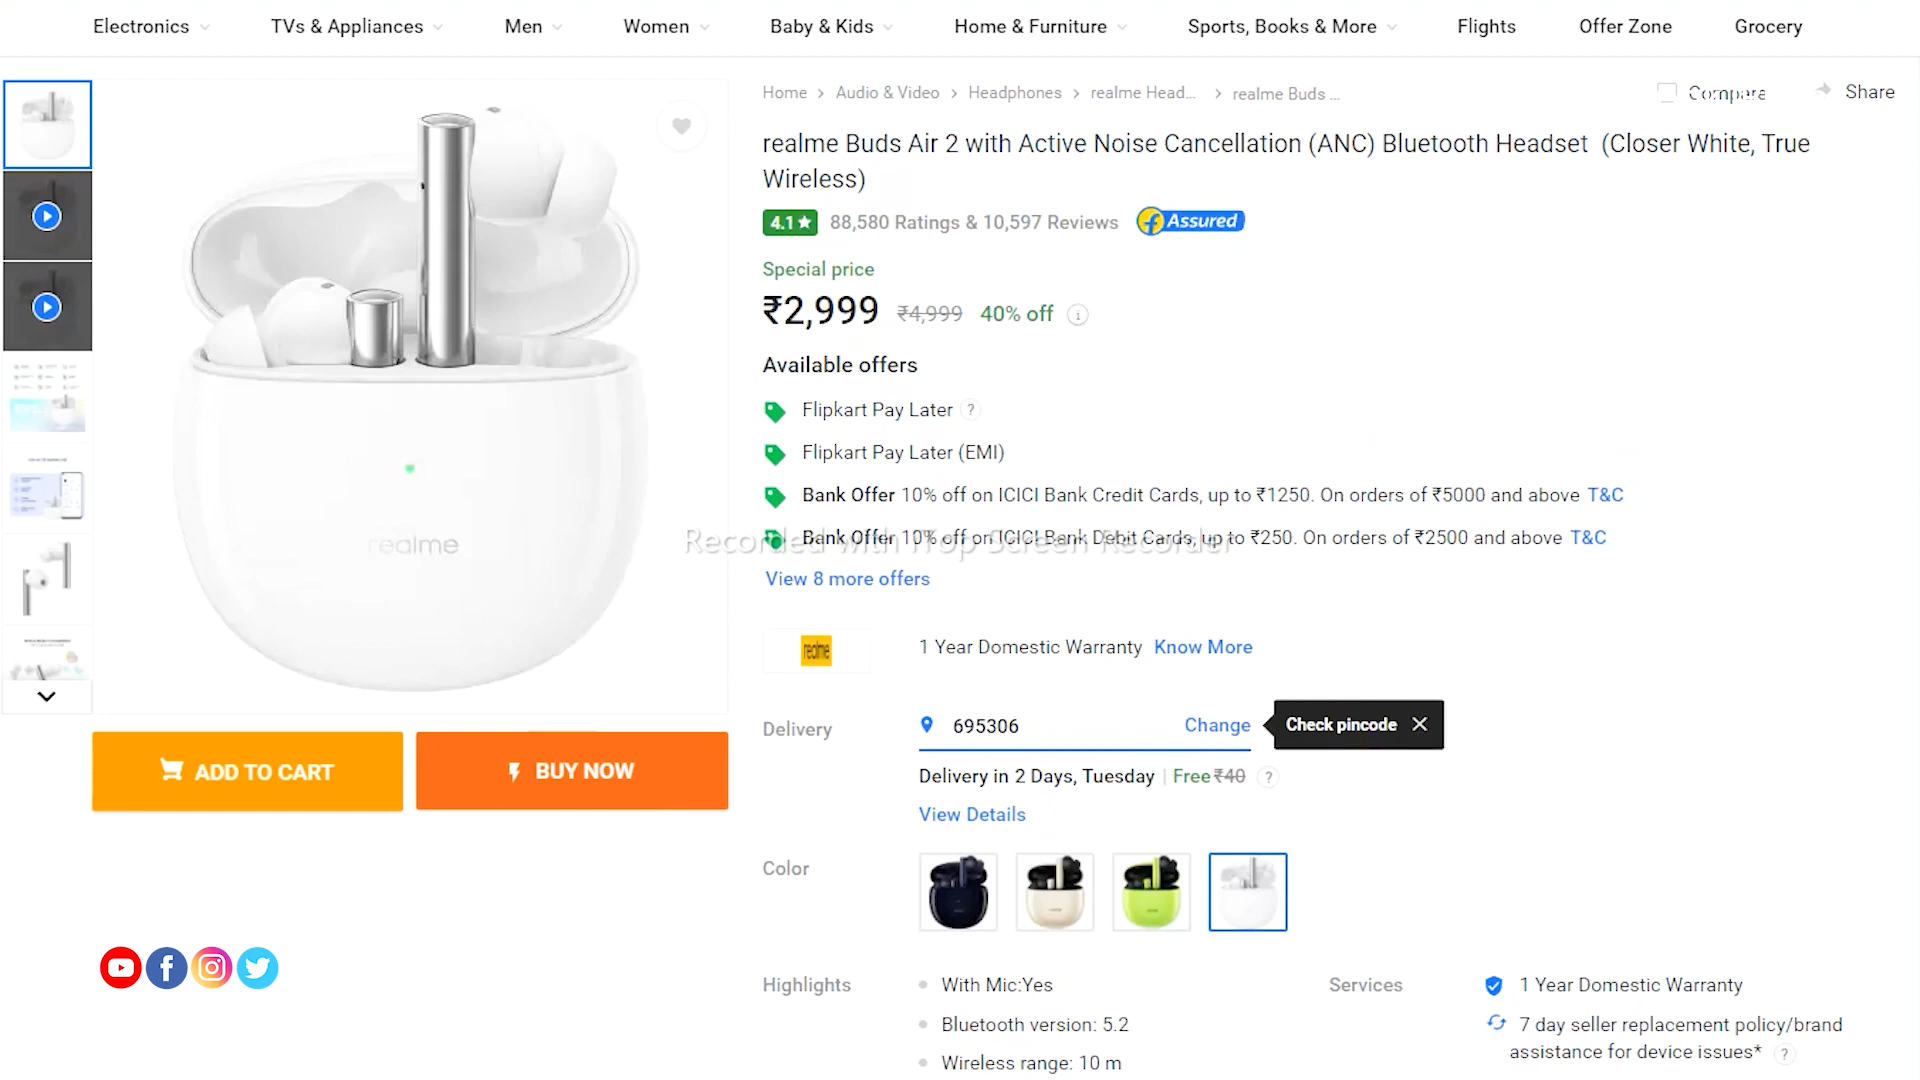 Electronics
TVs & Appliances
Men
Women
Baby & Kids
Home & Furniture
Sports, Books & More
Flights
Offer Zone
Grocery
Home > Audio & Video > Headphones > realme Head... > realme Buds ...
Compare
Share
realme Buds Air 2 with Active Noise Cancellation (ANC) Bluetooth Headset (Closer White, True
Wireless)
4.1★ 88,580 Ratings & 10,597 Reviews Assured
Special price
₹2,999 ₹4,999 40% off
Available offers
Flipkart Pay Later ?
Flipkart Pay Later (EMI)
Bank Offer 10% off on ICICI Bank Credit Cards, up to ₹1250. On orders of ₹5000 and above T&C
Bank Offer 10% off on ICICI Bank Debit Cards, up to ₹250. On orders of ₹2500 and above T&C
Recorded with iTop Screen Recorder
View 8 more offers
realme
realme
1 Year Domestic Warranty Know More
Delivery
695306 Change
Check pincode
Delivery in 2 Days, Tuesday | Free ₹40 ?
View Details
ADD TO CART
BUY NOW
Color
Highlights
With Mic:Yes
Bluetooth version: 5.2
Wireless range: 10 m
Services
1 Year Domestic Warranty
7 day seller replacement policy/brand
assistance for device issues* ?